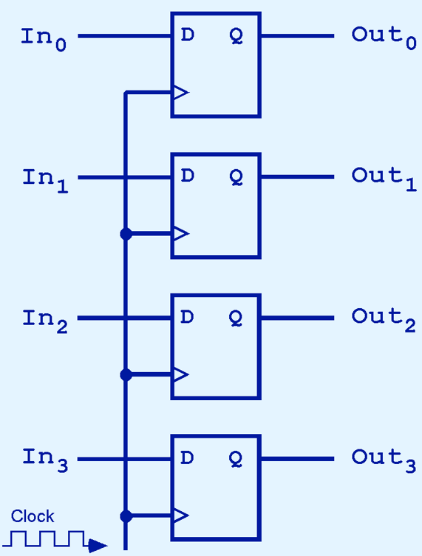 In0 D Q Out0
In1 D Q Out1
In2 D Q Out2
In3 D Q Out3
Clock